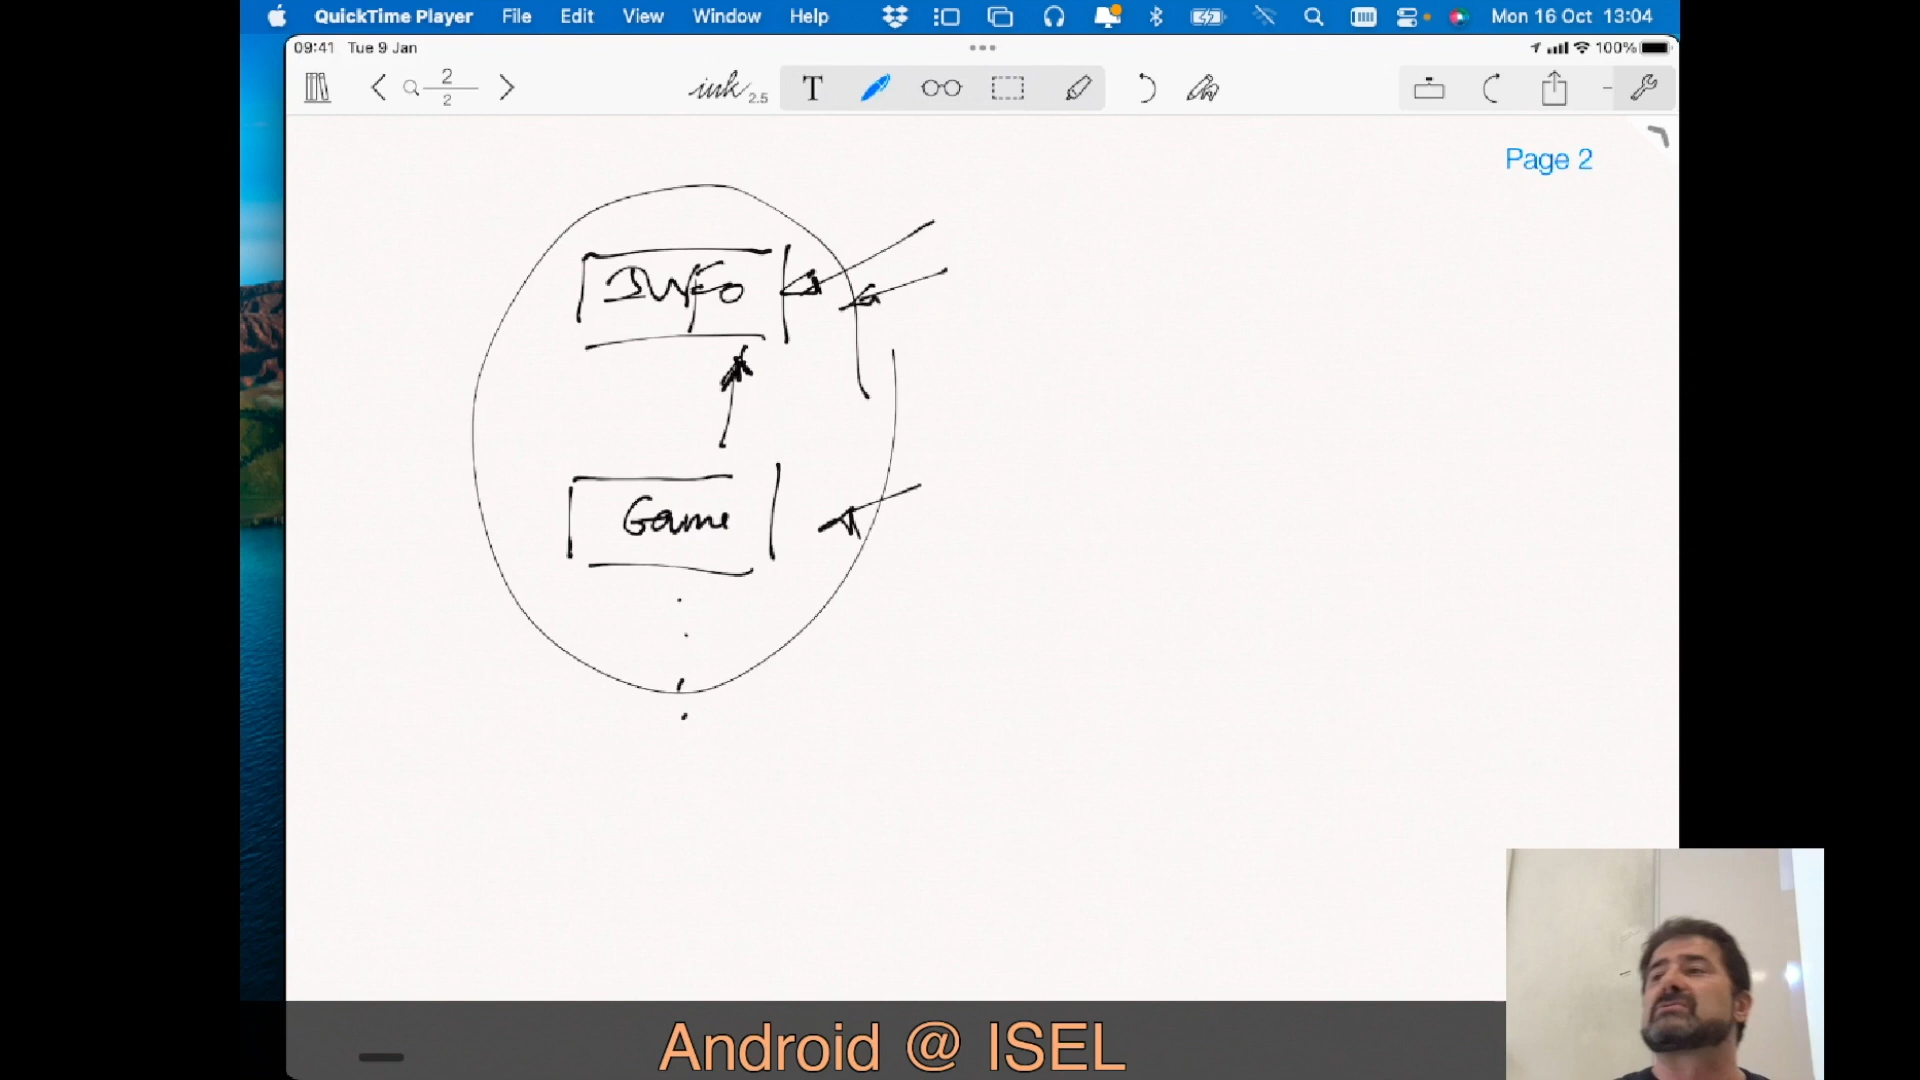 QuickTime Player File Edit View Window Help Mon 16 Oct 13:04
09:41 Tue 9 Jan 100%
2
2
ink 2.5 T
Page 2
INFO
Game
Android @ ISEL